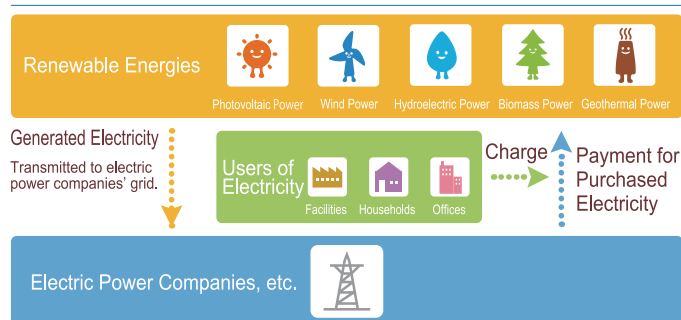 Renewable Energies
Photovoltaic Power
Wind Power
Hydroelectric Power
Biomass Power
Geothermal Power
Generated Electricity
Transmitted to electric
power companies' grid.
Users of
Electricity
Facilities
Households
Offices
Charge
Payment for
Purchased
Electricity
Electric Power Companies, etc.